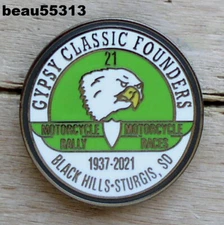 beau55313
GYPSY CLASSIC FOUNDERS
21
MOTORCYCLE MOTORCYCLE
RALLY RACES
1937-2021
BLACK HILLS-STURGIS, SD